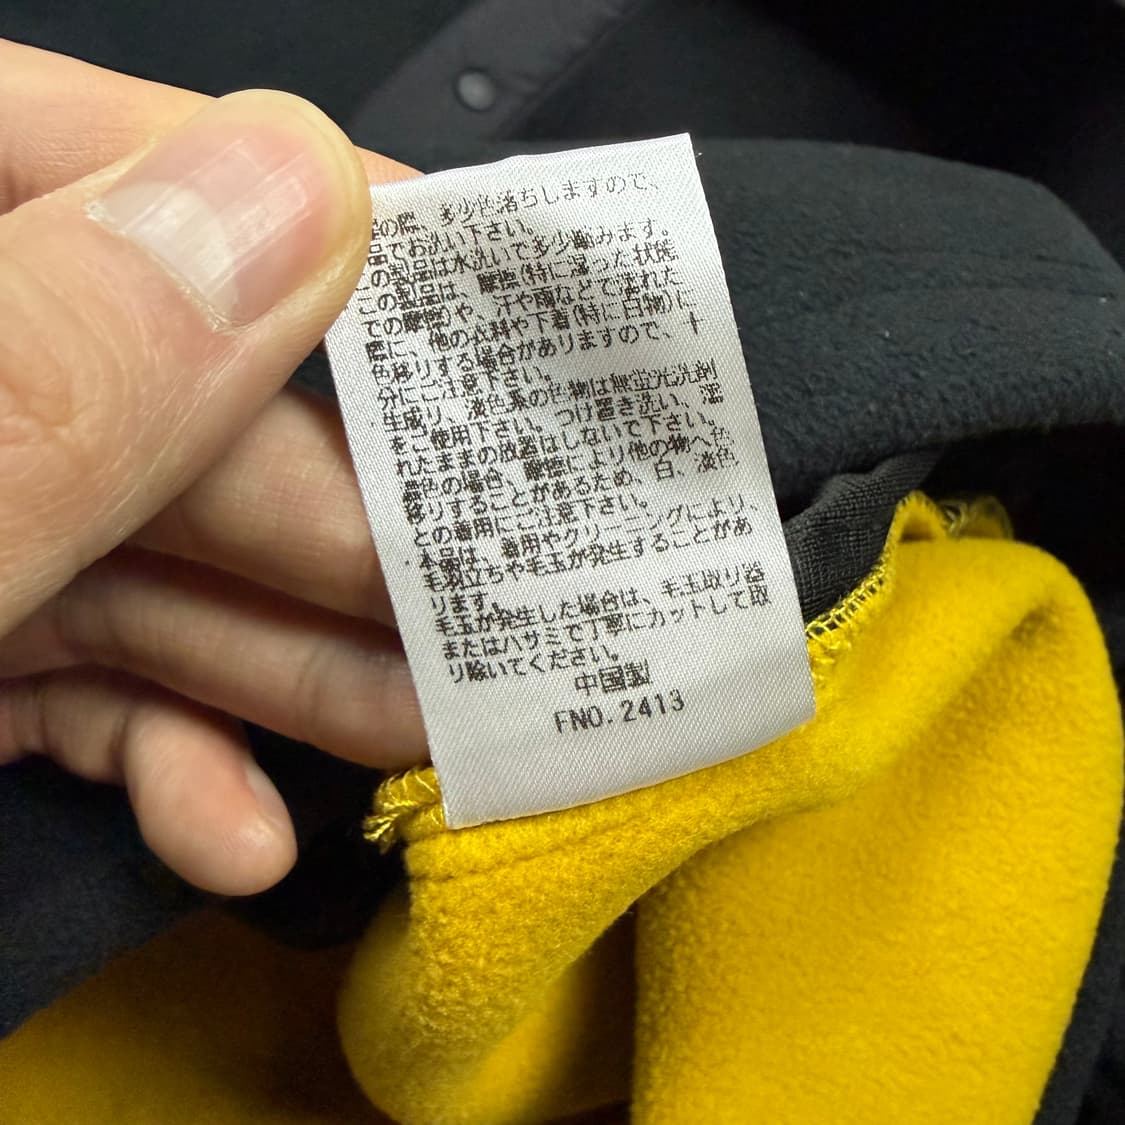 の際、多少色落ちしますので、
でお洗い下さい。
この製品は水洗いで多少縮みます。
この製品は、摩擦(特に湿った状態
での)や、汗や雨などで濡れた
時に、他の衣料や下着(特に白物)に
色移りする場合がありますので、十
分にご注意下さい。
生成り、淡色系の色物は無蛍光洗剤
をご使用下さい。つけ置き洗い、濡
れたままの放置はしないで下さい。
濃色の場合、摩擦により他の物へ色
移りすることがあるため、白、淡色
との着用にご注意下さい。
本品は、着用やクリーニングにより、
毛羽立ちや毛玉が発生することがあ
ります。
毛玉が発生した場合は、毛玉取り器
またはハサミで丁寧にカットして取
り除いてください。
中国製
FNO.2413